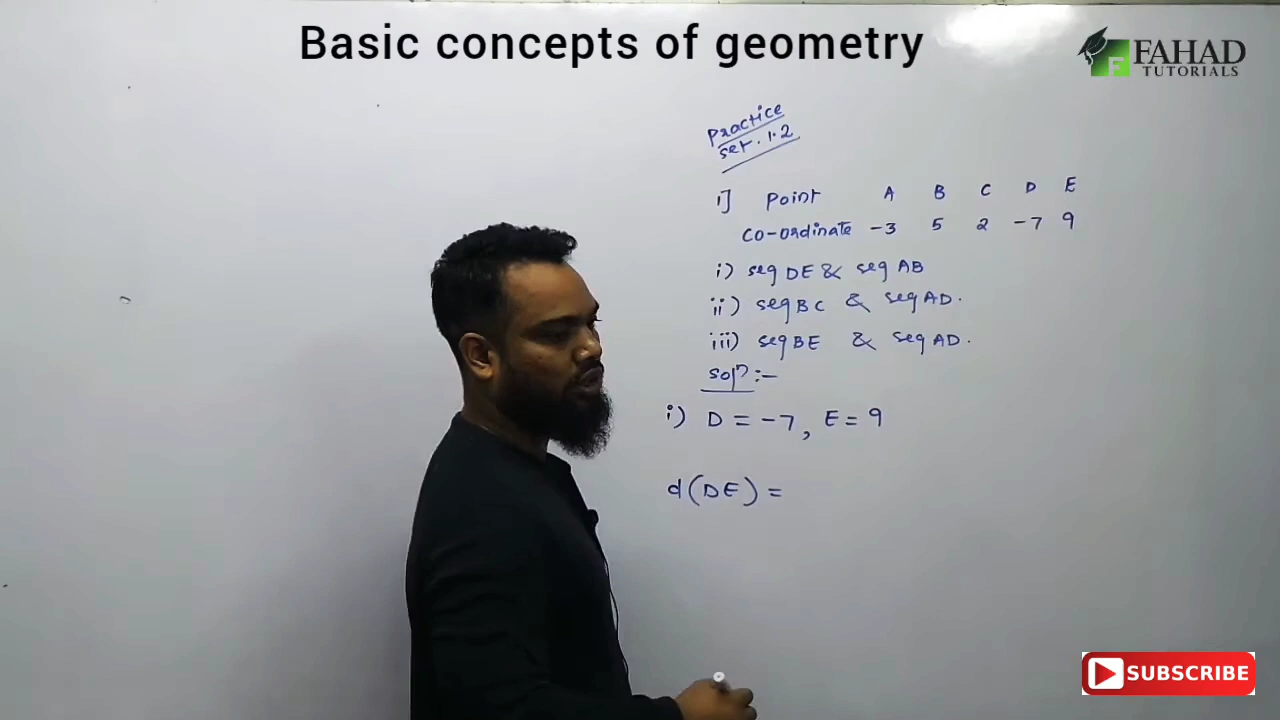 Basic concepts of geometry
FAHAD
TUTORIALS
Practice
set. 1.2
1] Point A B C D E
Co-ordinate -3 5 2 -7 9
i) seg DE & seg AB
ii) seg BC & seg AD.
iii) seg BE & seg AD.
Sol? :-
i) D = -7, E = 9
d(DE) =
SUBSCRIBE